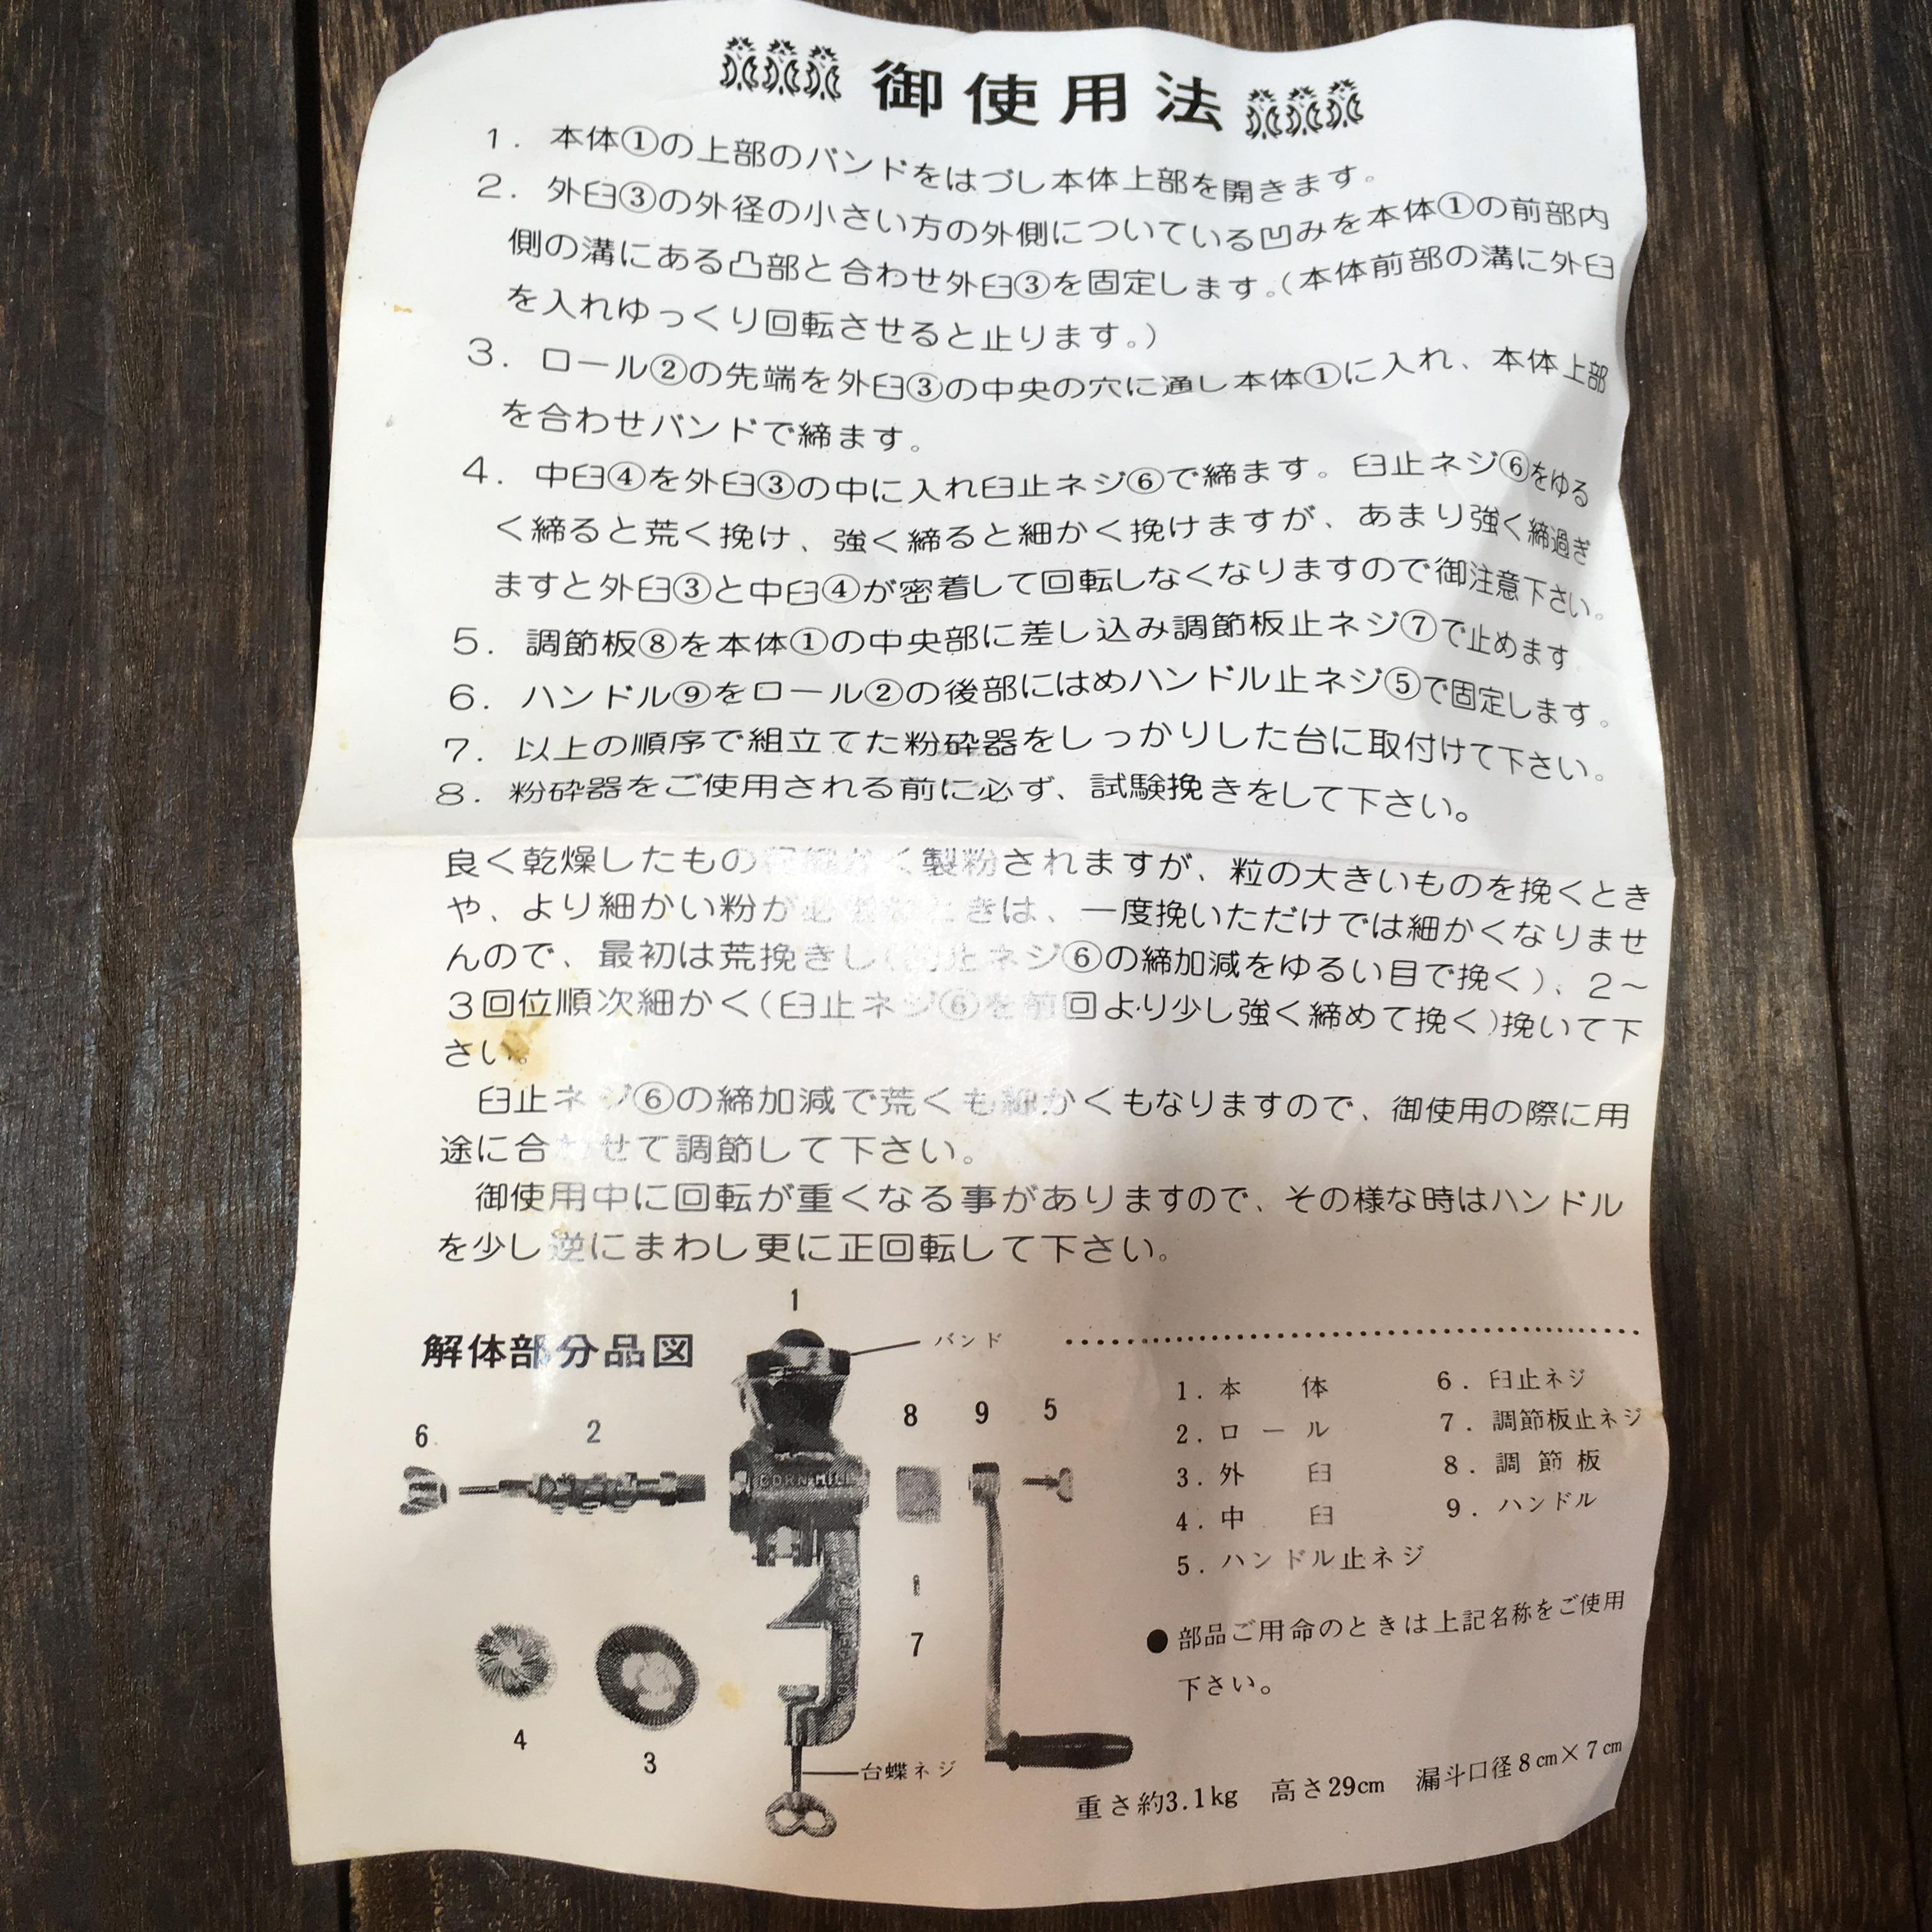 御使用法
1. 本体①の上部のバンドをはづし本体上部を開きます。
2. 外臼③の外径の小さい方の外側についている凹みを本体①の前部内
側の溝にある凸部と合わせ外臼③を固定します。(本体前部の溝に外臼
を入れゆっくり回転させると止ります。)
3. ロール②の先端を外臼③の中央の穴に通し本体①に入れ、本体上部
を合わせバンドで締ます。
4. 中臼④を外臼③の中に入れ臼止ネジ⑥で締ます。臼止ネジ⑥をゆる
く締ると荒く挽け、強く締ると細かく挽けますが、あまり強く締過ぎ
ますと外臼③と中臼④が密着して回転しなくなりますので御注意下さい。
5. 調節板⑧を本体①の中央部に差し込み調節板止ネジ⑦で止めます
6. ハンドル⑨をロール②の後部にはめハンドル止ネジ⑤で固定します。
7. 以上の順序で組立てた粉砕器をしっかりした台に取付けて下さい。
8. 粉砕器をご使用される前に必ず、試験挽きをして下さい。
良く乾燥したもの細かく製粉されますが、粒の大きいものを挽くとき
や、より細かい粉が必要なときは、一度挽いただけでは細かくなりませ
んので、最初は荒挽きし(臼止ネジ⑥の締加減をゆるい目で挽く)、2〜
3回位順次細かく(臼止ネジ⑥を前回より少し強く締めて挽く)挽いて下
さい。
臼止ネジ⑥の締加減で荒くも細かくもなりますので、御使用の際に用
途に合わせて調節して下さい。
御使用中に回転が重くなる事がありますので、その様な時はハンドル
を少し逆にまわし更に正回転して下さい。
解体部分品図
1
バンド
6
2
8
9
5
CORN MILL
7
4
3
台蝶ネジ
1. 本体
2. ロール
3. 外臼
4. 中臼
5. ハンドル止ネジ
6. 臼止ネジ
7. 調節板止ネジ
8. 調節板
9. ハンドル
●部品ご用命のときは上記名称をご使用
下さい。
重さ約3.1kg 高さ29cm 漏斗口径8cm×7cm